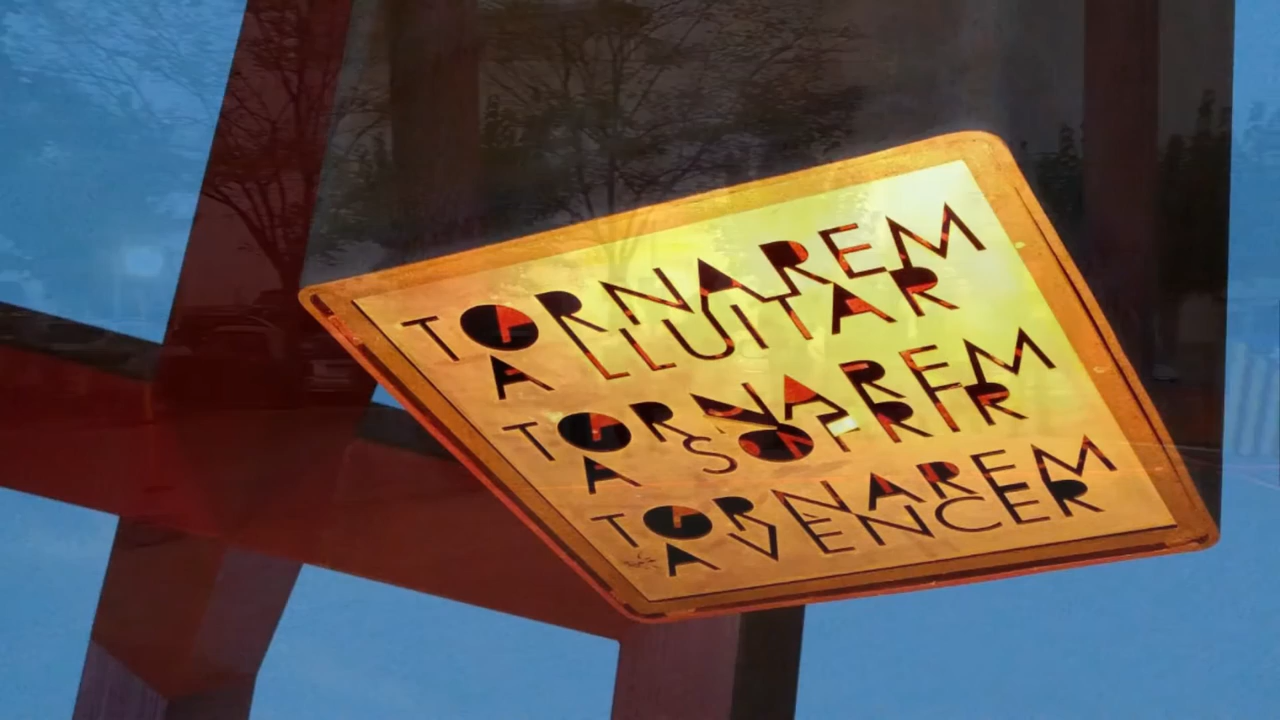 TORNAREM
A LLUITAR
TORNAREM
A SOFRIR
TORNAREM
A VENCER